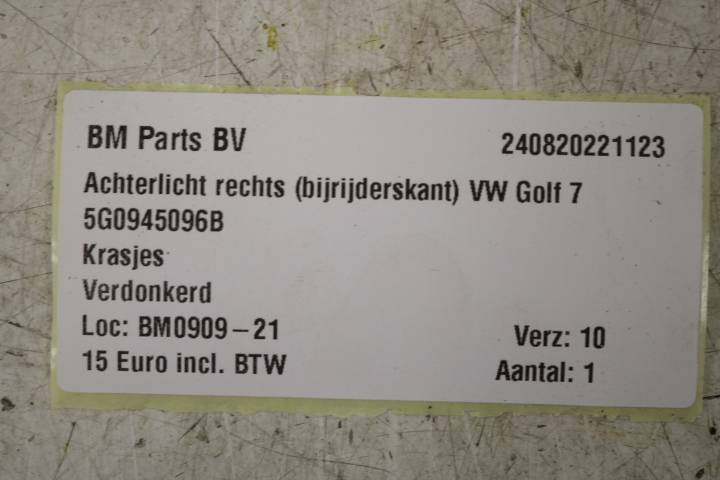 BM Parts BV 240820221123
Achterlicht rechts (bijrijderskant) VW Golf 7
5G0945096B
Krasjes
Verdonkerd
Loc: BM0909-21 Verz: 10
15 Euro incl. BTW Aantal: 1